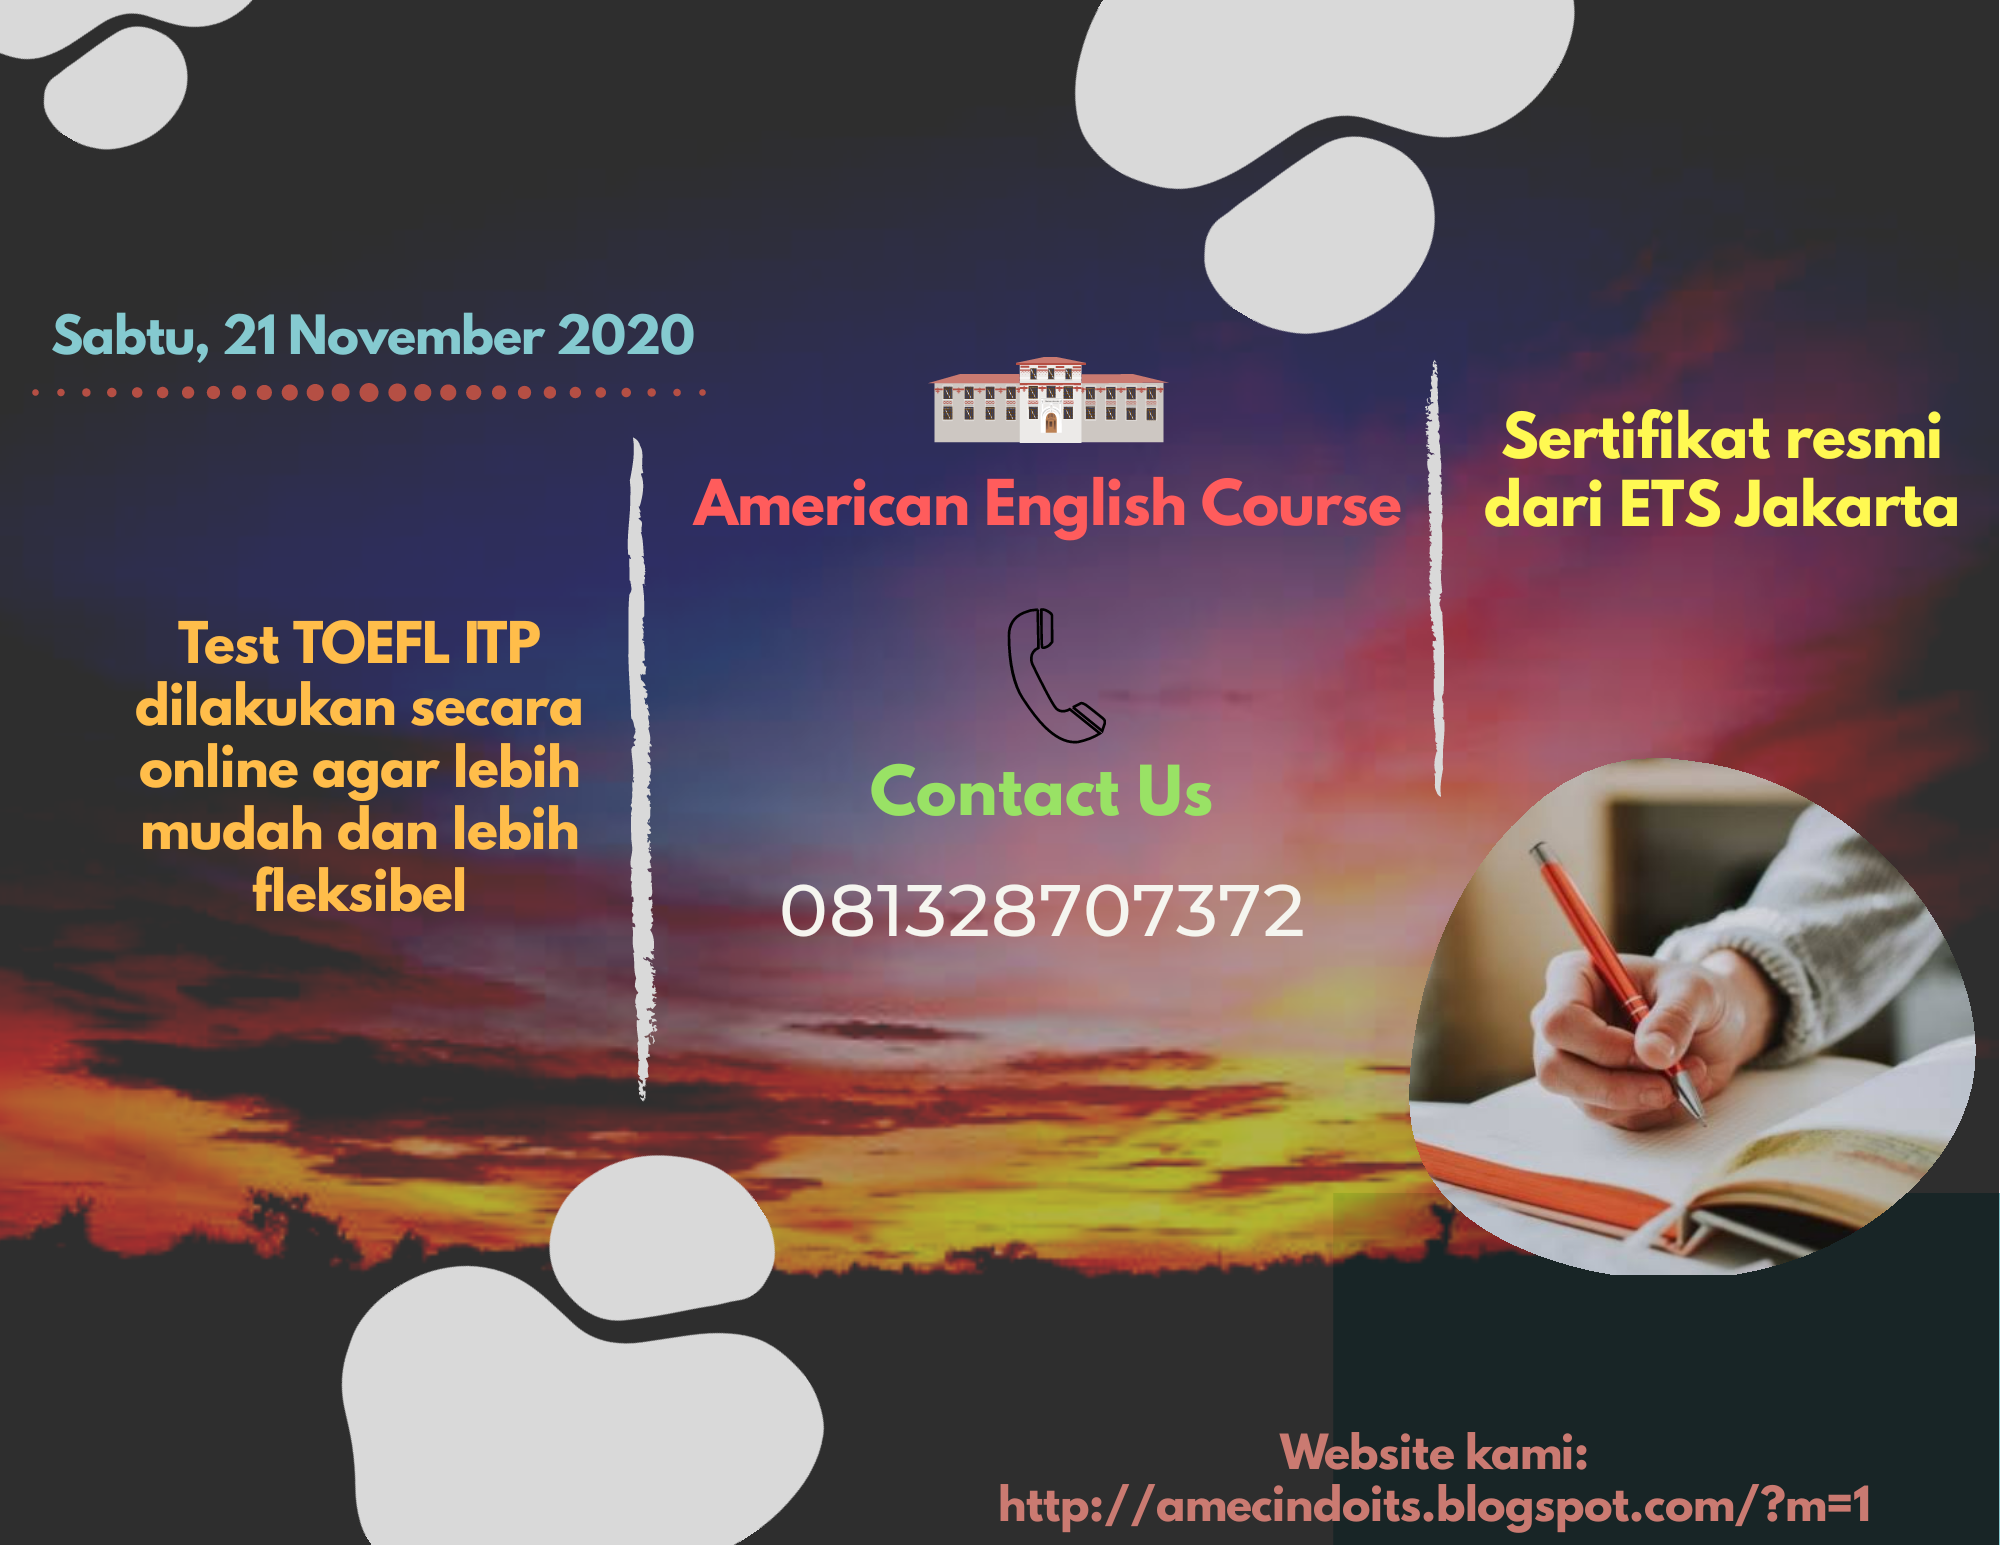 Sabtu, 21 November 2020
Test TOEFL ITP
dilakukan secara
online agar lebih
mudah dan lebih
fleksibel
American English Course
Contact Us
081328707372
Sertifikat resmi
dari ETS Jakarta
Website kami:
http://amecindoits.blogspot.com/?m=1